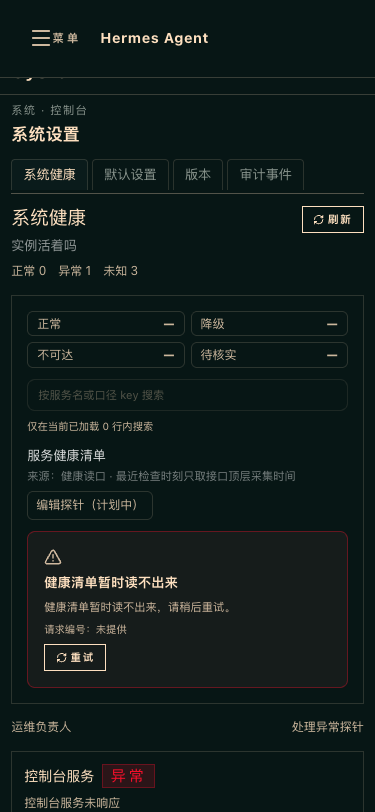 菜单 Hermes Agent
系统 · 控制台
系统设置
系统健康 默认设置 版本 审计事件
系统健康
刷新
实例活着吗
正常 0 异常 1 未知 3
正常 —
降级 —
不可达 —
待核实 —
按服务名或口径 key 搜索
仅在当前已加载 0 行内搜索
服务健康清单
来源：健康读口 · 最近检查时刻只取接口顶层采集时间
编辑探针（计划中）
健康清单暂时读不出来
健康清单暂时读不出来，请稍后重试。
请求编号：未提供
重试
运维负责人 处理异常探针
控制台服务 异常
控制台服务未响应